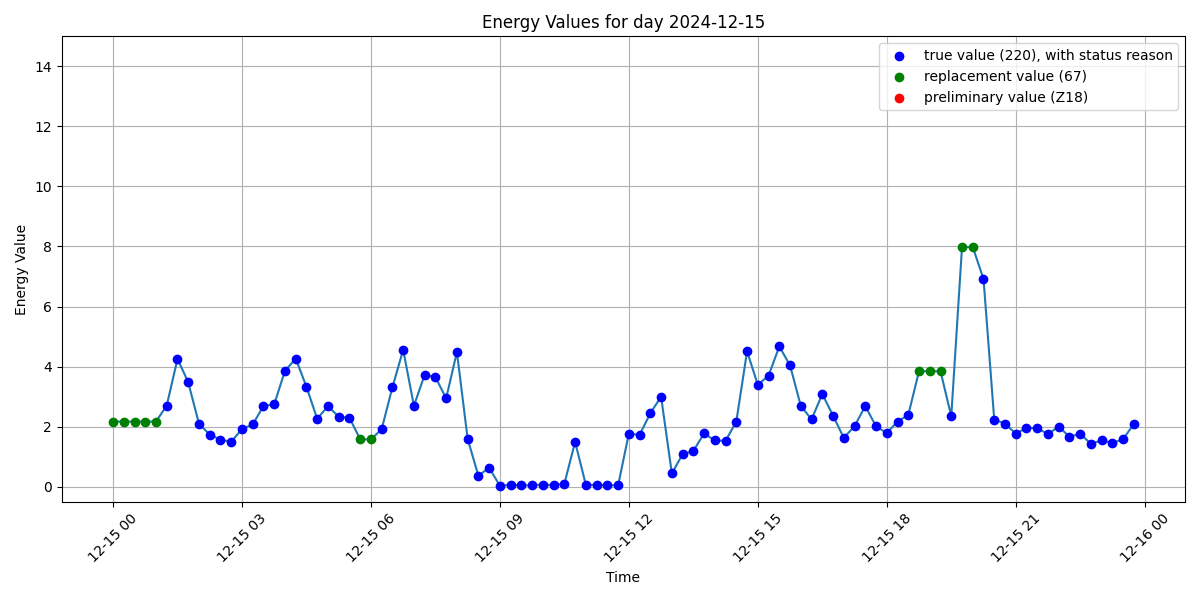 Energy Values for day 2024-12-15
true value (220), with status reason
replacement value (67)
preliminary value (Z18)
Energy Value
14
12
10
8
6
4
2
0
12-15 00
12-15 03
12-15 06
12-15 09
12-15 12
12-15 15
12-15 18
12-15 21
12-16 00
Time